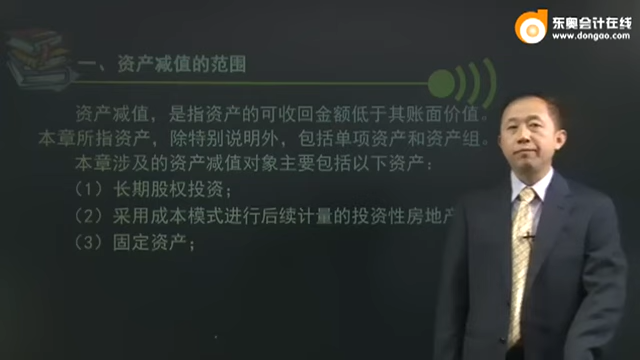 东奥会计在线
www.dongao.com
一、资产减值的范围
资产减值，是指资产的可收回金额低于其账面价值。
本章所指资产，除特别说明外，包括单项资产和资产组。
本章涉及的资产减值对象主要包括以下资产：
（1）长期股权投资；
（2）采用成本模式进行后续计量的投资性房地产
（3）固定资产；